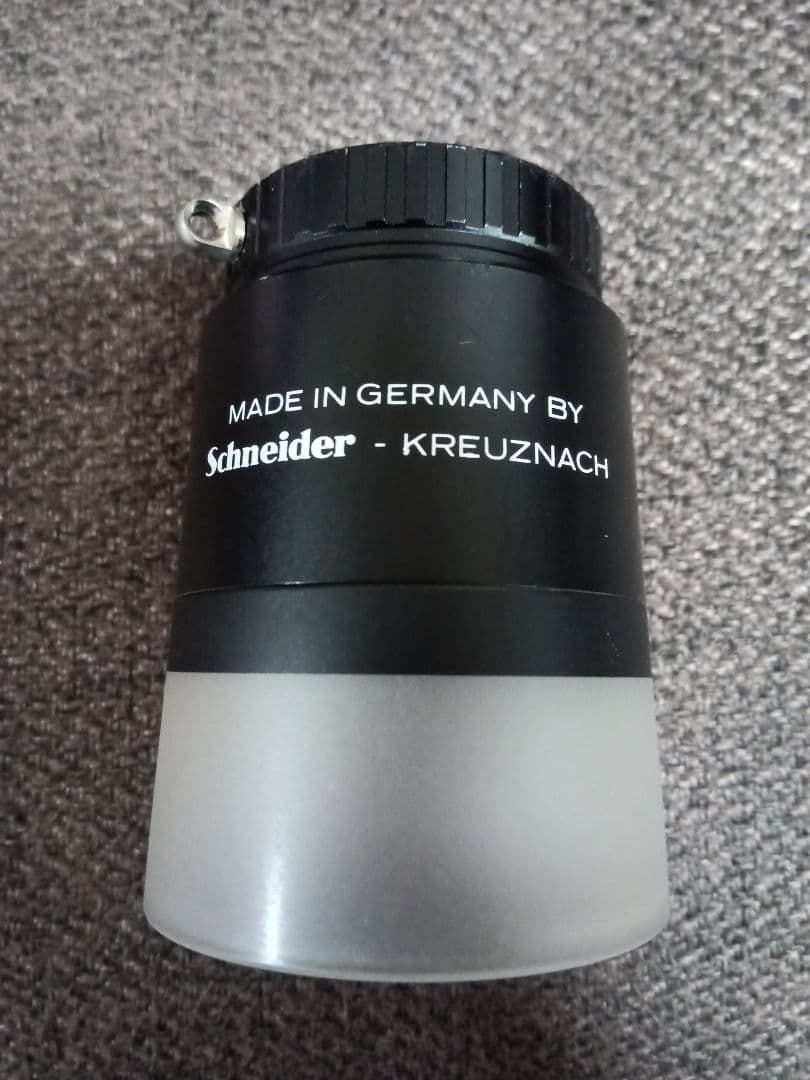 MADE IN GERMANY BY
Schneider - KREUZNACH